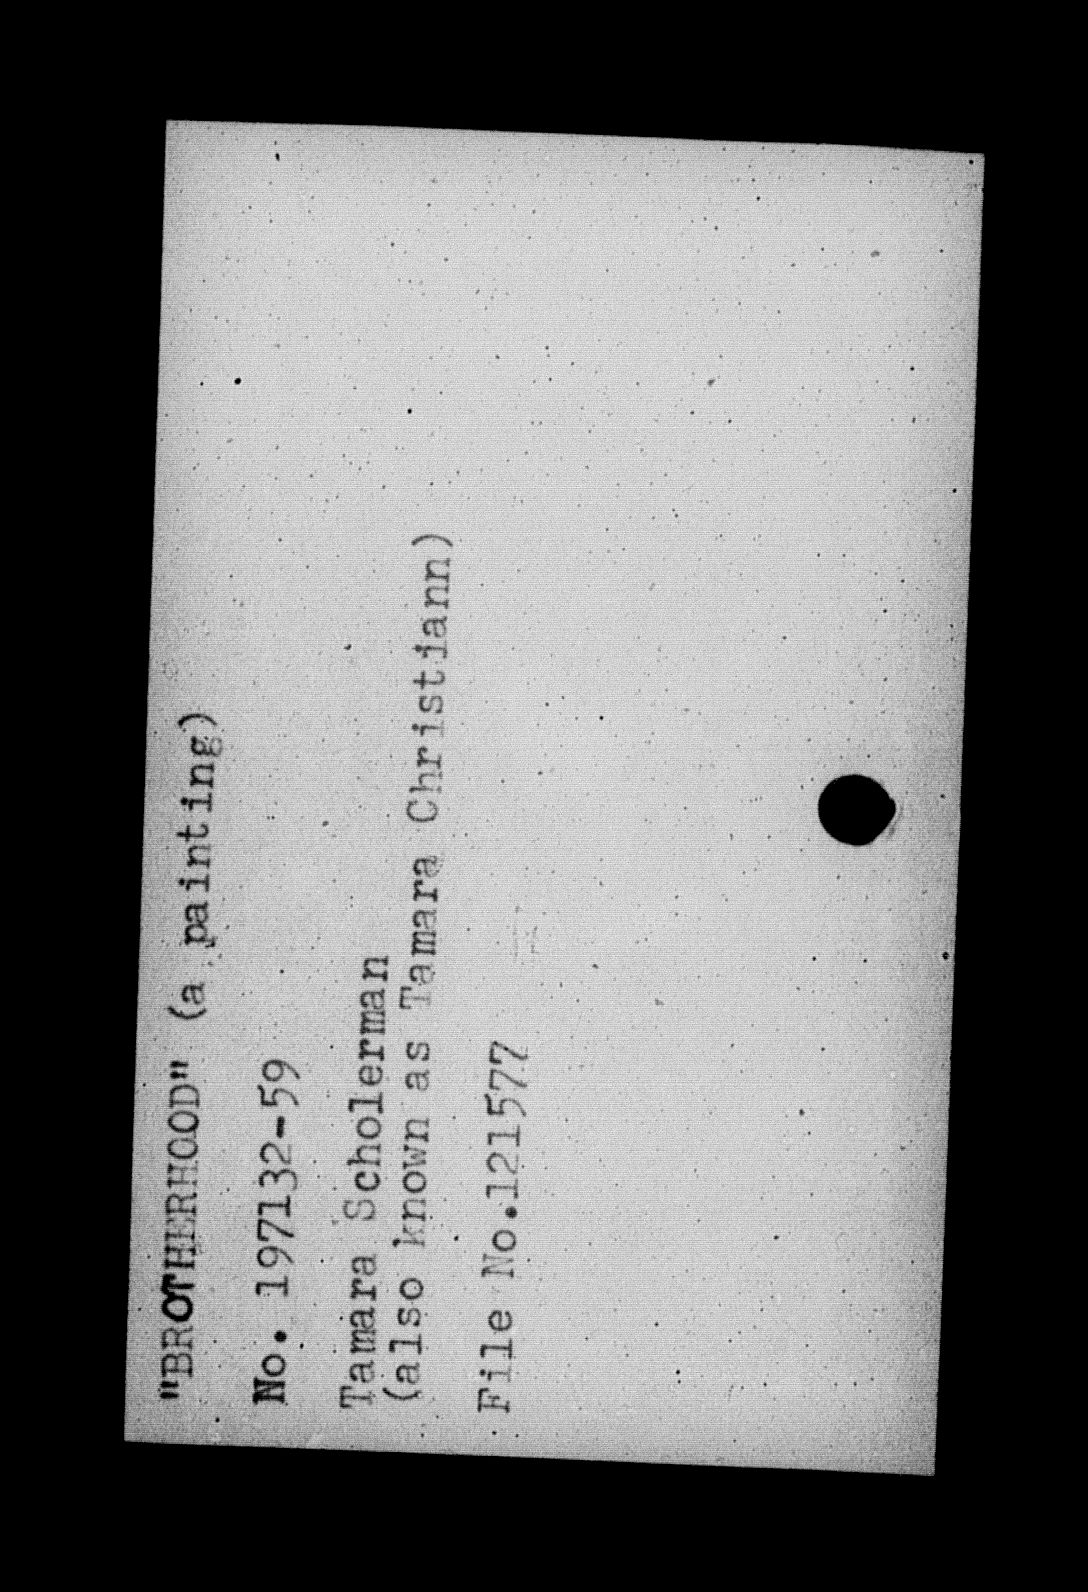 "BROTHERHOOD" (a painting)
No. 197132-59
Tamara Scholerman
(also known as Tamara Christiann)
File No.121577